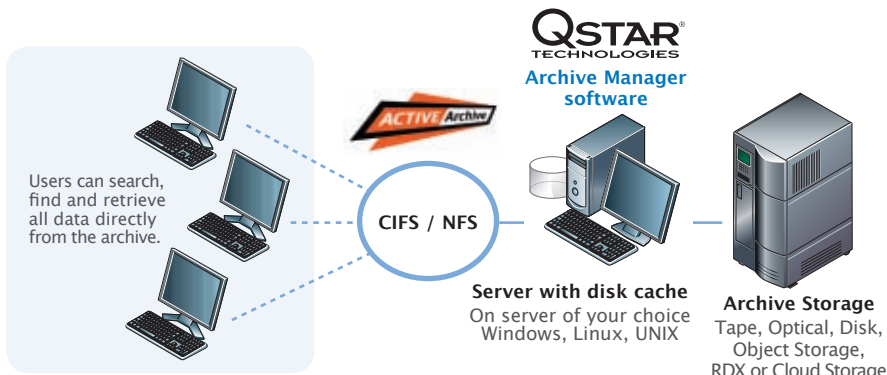 QSTAR®
TECHNOLOGIES
Archive Manager
software
ACTIVE Archive
Users can search,
find and retrieve
all data directly
from the archive.
CIFS / NFS
Server with disk cache
On server of your choice
Windows, Linux, UNIX
Archive Storage
Tape, Optical, Disk,
Object Storage,
RDX or Cloud Storage